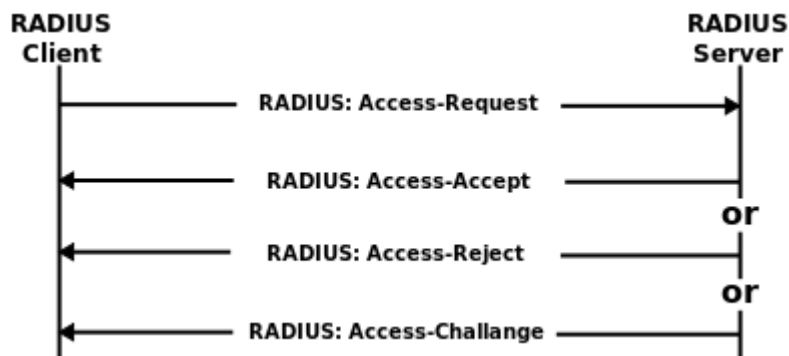 RADIUS
Client
RADIUS
Server
RADIUS: Access-Request
RADIUS: Access-Accept
or
RADIUS: Access-Reject
or
RADIUS: Access-Challange